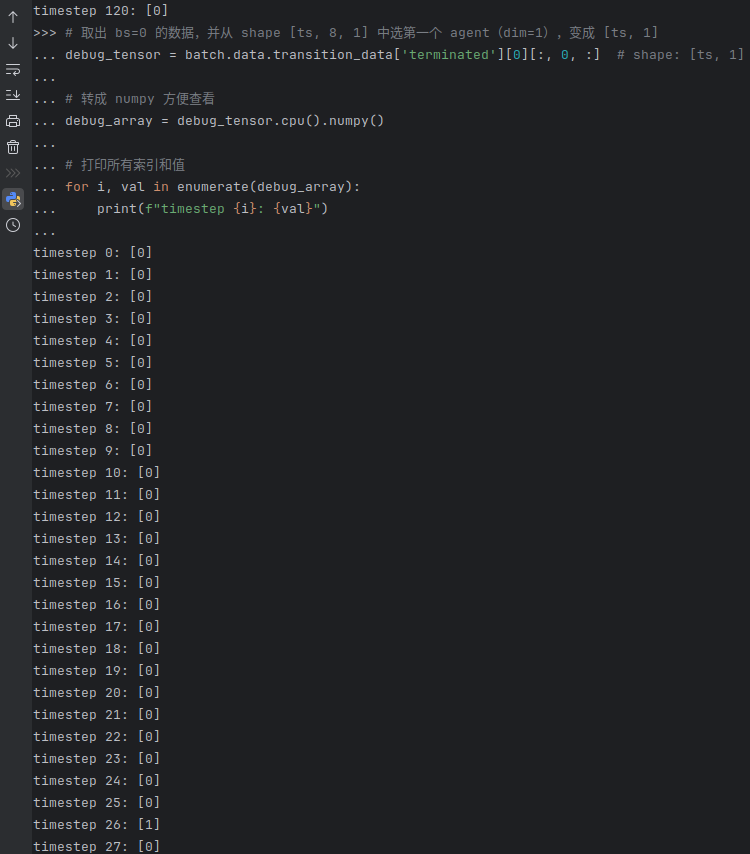 timestep 120: [0]
>>> # 取出 bs=0 的数据，并从 shape [ts, 8, 1] 中选第一个 agent（dim=1），变成 [ts, 1]
... debug_tensor = batch.data.transition_data['terminated'][0][:, 0, :]  # shape: [ts, 1]
...
... # 转成 numpy 方便查看
... debug_array = debug_tensor.cpu().numpy()
...
... # 打印所有索引和值
... for i, val in enumerate(debug_array):
...     print(f"timestep {i}: {val}")
...
timestep 0: [0]
timestep 1: [0]
timestep 2: [0]
timestep 3: [0]
timestep 4: [0]
timestep 5: [0]
timestep 6: [0]
timestep 7: [0]
timestep 8: [0]
timestep 9: [0]
timestep 10: [0]
timestep 11: [0]
timestep 12: [0]
timestep 13: [0]
timestep 14: [0]
timestep 15: [0]
timestep 16: [0]
timestep 17: [0]
timestep 18: [0]
timestep 19: [0]
timestep 20: [0]
timestep 21: [0]
timestep 22: [0]
timestep 23: [0]
timestep 24: [0]
timestep 25: [0]
timestep 26: [1]
timestep 27: [0]